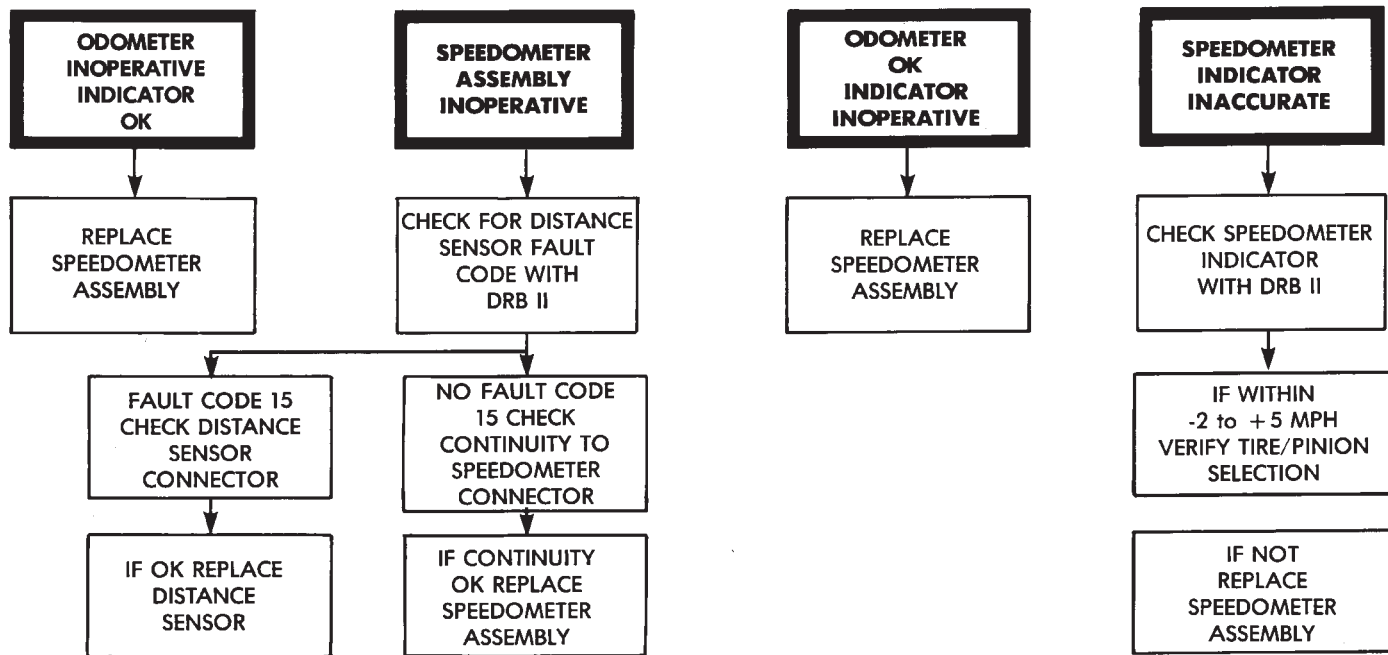 ODOMETER
INOPERATIVE
INDICATOR
OK
SPEEDOMETER
ASSEMBLY
INOPERATIVE
ODOMETER
OK
INDICATOR
INOPERATIVE
SPEEDOMETER
INDICATOR
INACCURATE
REPLACE
SPEEDOMETER
ASSEMBLY
CHECK FOR DISTANCE
SENSOR FAULT
CODE WITH
DRB II
REPLACE
SPEEDOMETER
ASSEMBLY
CHECK SPEEDOMETER
INDICATOR
WITH DRB II
FAULT CODE 15
CHECK DISTANCE
SENSOR
CONNECTOR
NO FAULT CODE
15 CHECK
CONTINUITY TO
SPEEDOMETER
CONNECTOR
IF WITHIN
-2 to +5 MPH
VERIFY TIRE/PINION
SELECTION
IF OK REPLACE
DISTANCE
SENSOR
IF CONTINUITY
OK REPLACE
SPEEDOMETER
ASSEMBLY
IF NOT
REPLACE
SPEEDOMETER
ASSEMBLY